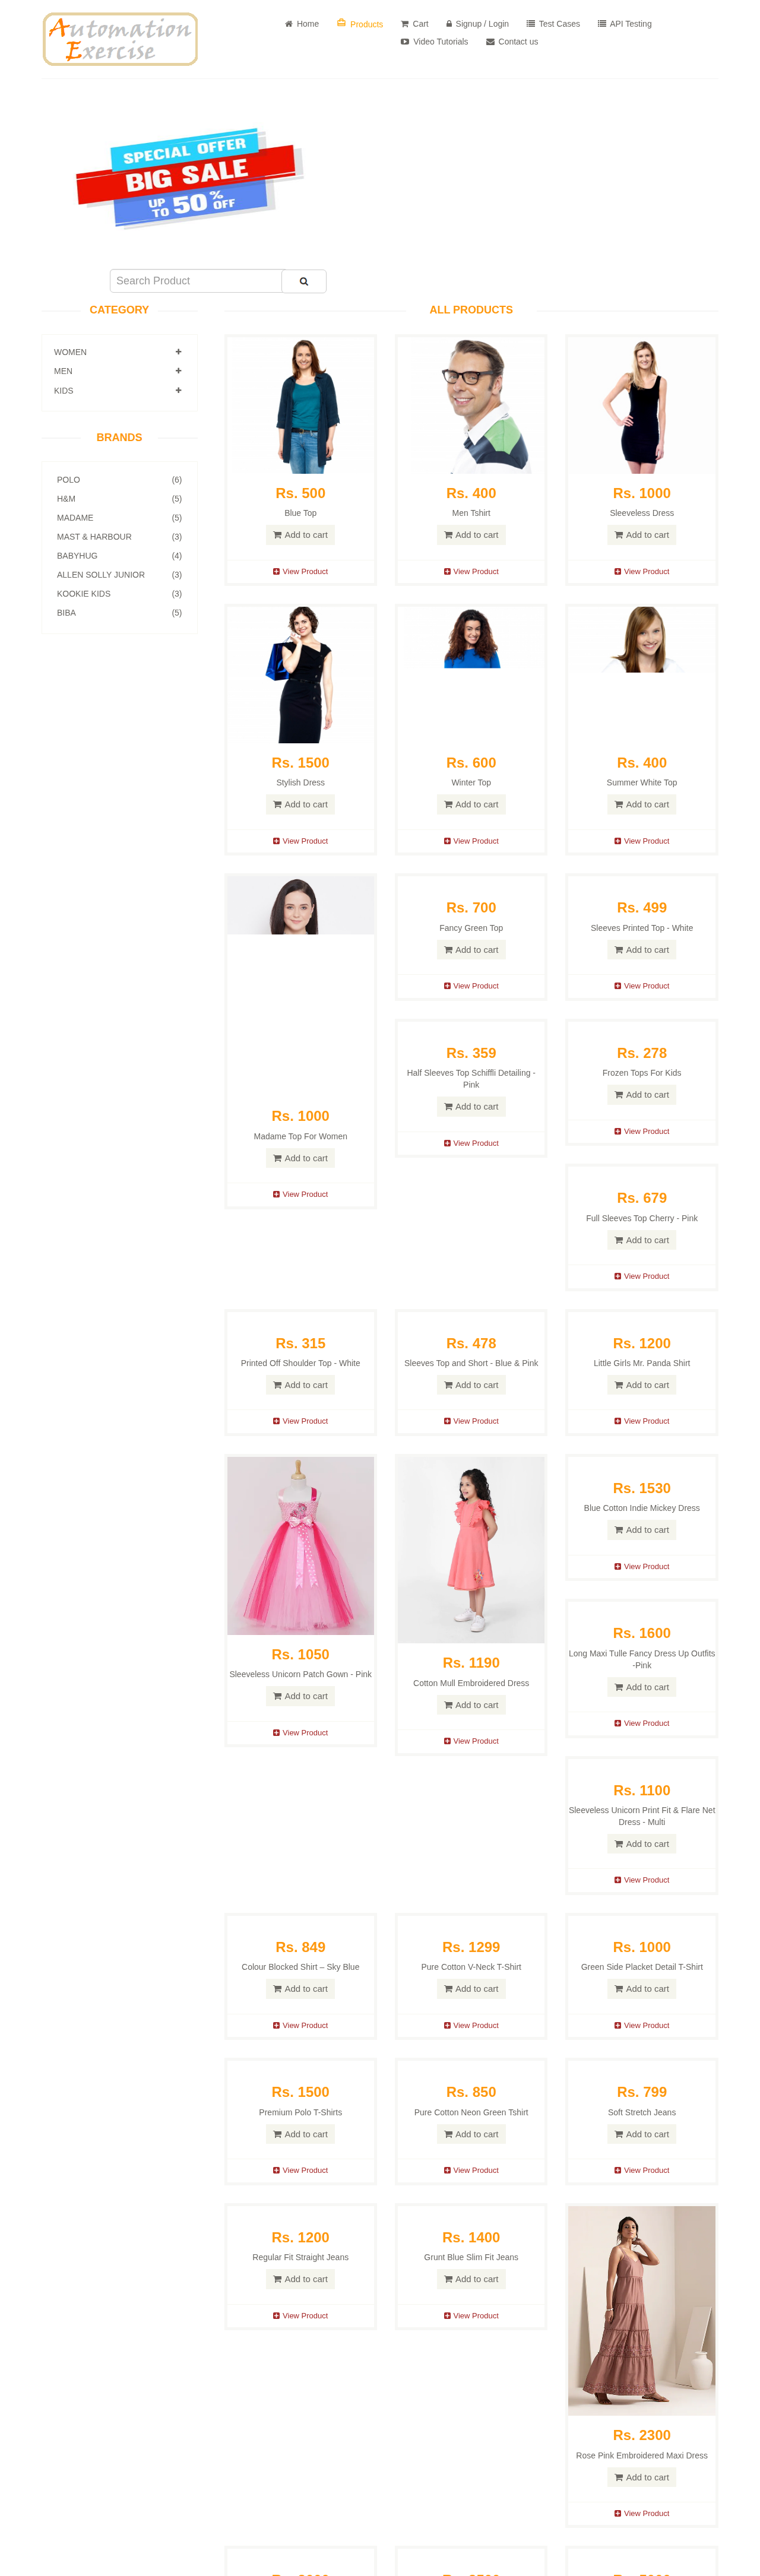 Automation
Exercise
Home
Products
Cart
Signup / Login
Test Cases
API Testing
Video Tutorials
Contact us
SPECIAL OFFER
BIG SALE
UP TO 50 % OFF
Search Product
CATEGORY
WOMEN
MEN
KIDS
BRANDS
POLO (6)
H&M (5)
MADAME (5)
MAST & HARBOUR (3)
BABYHUG (4)
ALLEN SOLLY JUNIOR (3)
KOOKIE KIDS (3)
BIBA (5)
ALL PRODUCTS
Rs. 500
Blue Top
Add to cart
View Product
Rs. 400
Men Tshirt
Add to cart
View Product
Rs. 1000
Sleeveless Dress
Add to cart
View Product
Rs. 1500
Stylish Dress
Add to cart
View Product
Rs. 600
Winter Top
Add to cart
View Product
Rs. 400
Summer White Top
Add to cart
View Product
Rs. 1000
Madame Top For Women
Add to cart
View Product
Rs. 700
Fancy Green Top
Add to cart
View Product
Rs. 499
Sleeves Printed Top - White
Add to cart
View Product
Rs. 359
Half Sleeves Top Schiffli Detailing -
Pink
Add to cart
View Product
Rs. 278
Frozen Tops For Kids
Add to cart
View Product
Rs. 679
Full Sleeves Top Cherry - Pink
Add to cart
View Product
Rs. 315
Printed Off Shoulder Top - White
Add to cart
View Product
Rs. 478
Sleeves Top and Short - Blue & Pink
Add to cart
View Product
Rs. 1200
Little Girls Mr. Panda Shirt
Add to cart
View Product
Rs. 1050
Sleeveless Unicorn Patch Gown - Pink
Add to cart
View Product
Rs. 1190
Cotton Mull Embroidered Dress
Add to cart
View Product
Rs. 1530
Blue Cotton Indie Mickey Dress
Add to cart
View Product
Rs. 1600
Long Maxi Tulle Fancy Dress Up Outfits
-Pink
Add to cart
View Product
Rs. 1100
Sleeveless Unicorn Print Fit & Flare Net
Dress - Multi
Add to cart
View Product
Rs. 849
Colour Blocked Shirt – Sky Blue
Add to cart
View Product
Rs. 1299
Pure Cotton V-Neck T-Shirt
Add to cart
View Product
Rs. 1000
Green Side Placket Detail T-Shirt
Add to cart
View Product
Rs. 1500
Premium Polo T-Shirts
Add to cart
View Product
Rs. 850
Pure Cotton Neon Green Tshirt
Add to cart
View Product
Rs. 799
Soft Stretch Jeans
Add to cart
View Product
Rs. 1200
Regular Fit Straight Jeans
Add to cart
View Product
Rs. 1400
Grunt Blue Slim Fit Jeans
Add to cart
View Product
Rs. 2300
Rose Pink Embroidered Maxi Dress
Add to cart
View Product